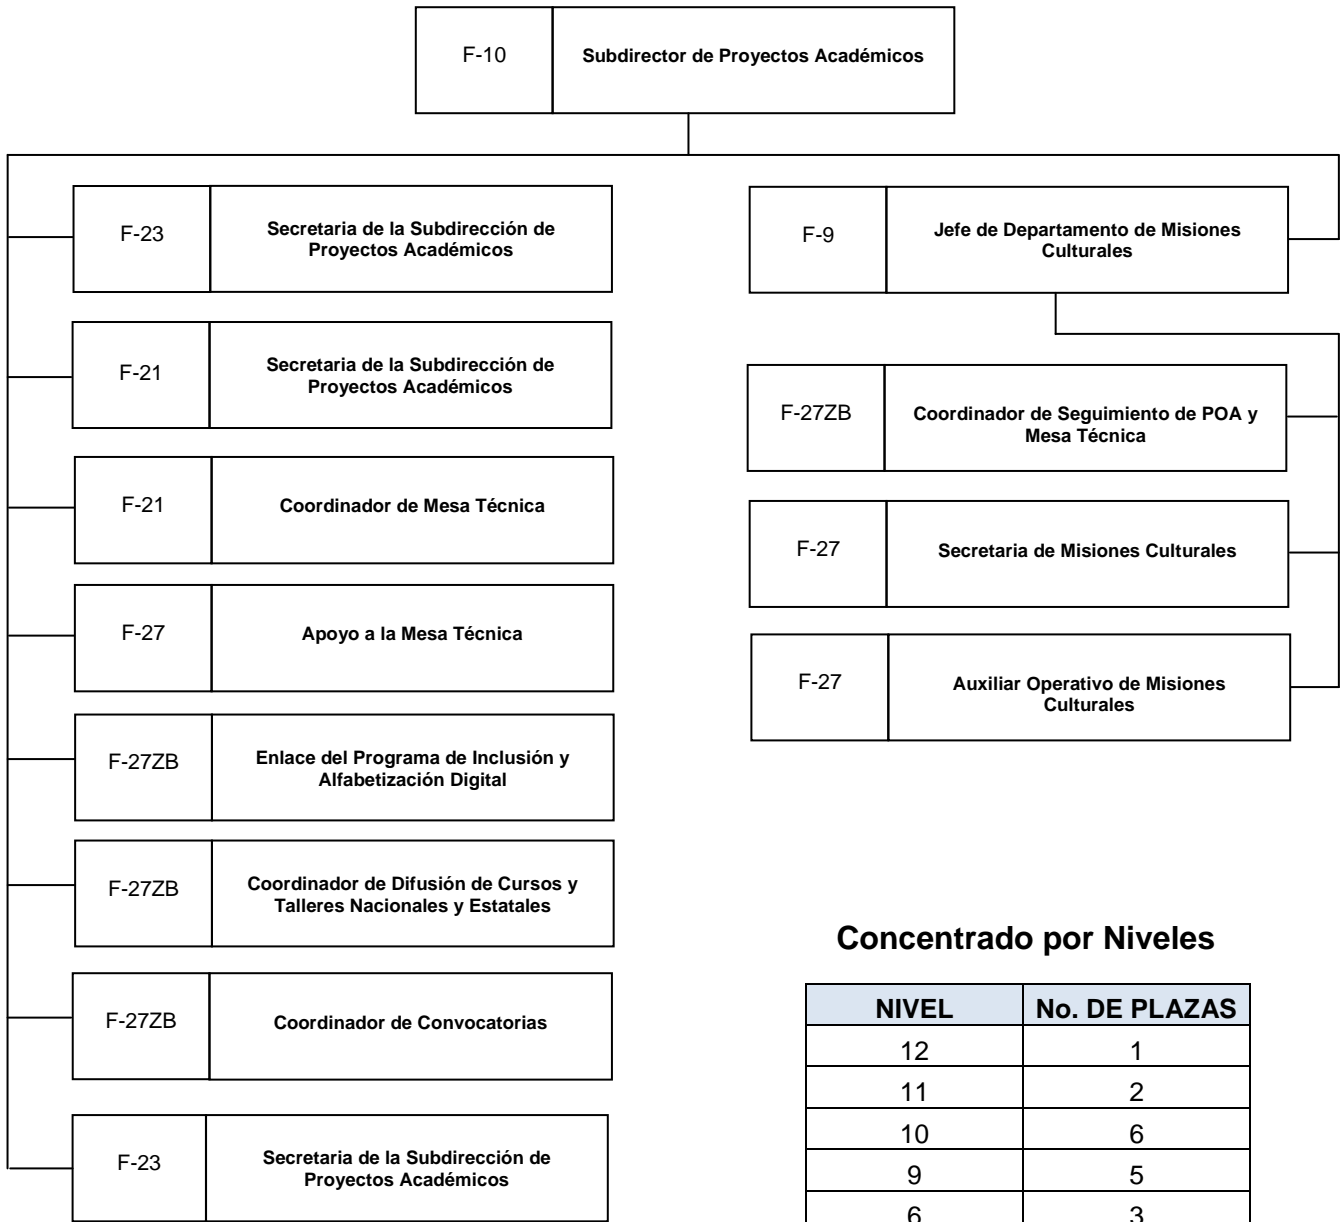 F-10
Subdirector de Proyectos Académicos
F-23
Secretaria de la Subdirección de
Proyectos Académicos
F-21
Secretaria de la Subdirección de
Proyectos Académicos
F-21
Coordinador de Mesa Técnica
F-27
Apoyo a la Mesa Técnica
F-27ZB
Enlace del Programa de Inclusión y
Alfabetización Digital
F-27ZB
Coordinador de Difusión de Cursos y
Talleres Nacionales y Estatales
F-27ZB
Coordinador de Convocatorias
F-23
Secretaria de la Subdirección de
Proyectos Académicos
F-9
Jefe de Departamento de Misiones
Culturales
F-27ZB
Coordinador de Seguimiento de POA y
Mesa Técnica
F-27
Secretaria de Misiones Culturales
F-27
Auxiliar Operativo de Misiones
Culturales
Concentrado por Niveles
NIVEL No. DE PLAZAS
12 1
11 2
10 6
9 5
6 3